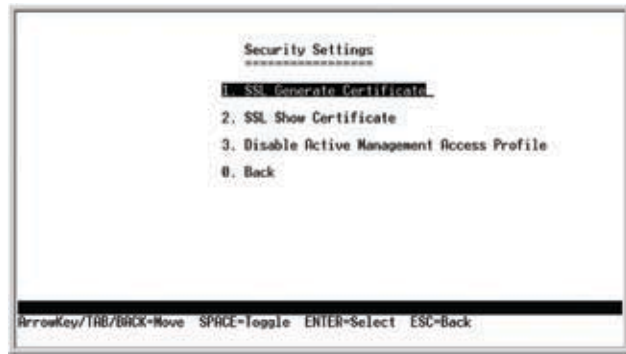 Security Settings
=================
1. SSL Generate Certificate
2. SSL Show Certificate
3. Disable Active Management Access Profile
0. Back
ArrowKey/TAB/BACK=Move SPACE=Toggle ENTER=Select ESC=Back